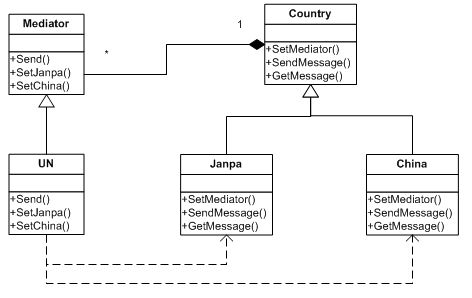 Mediator
+Send()
+SetJanpa()
+SetChina()
*
1
Country
+SetMediator()
+SendMessage()
+GetMessage()
UN
+Send()
+SetJanpa()
+SetChina()
Janpa
+SetMediator()
+SendMessage()
+GetMessage()
China
+SetMediator()
+SendMessage()
+GetMessage()